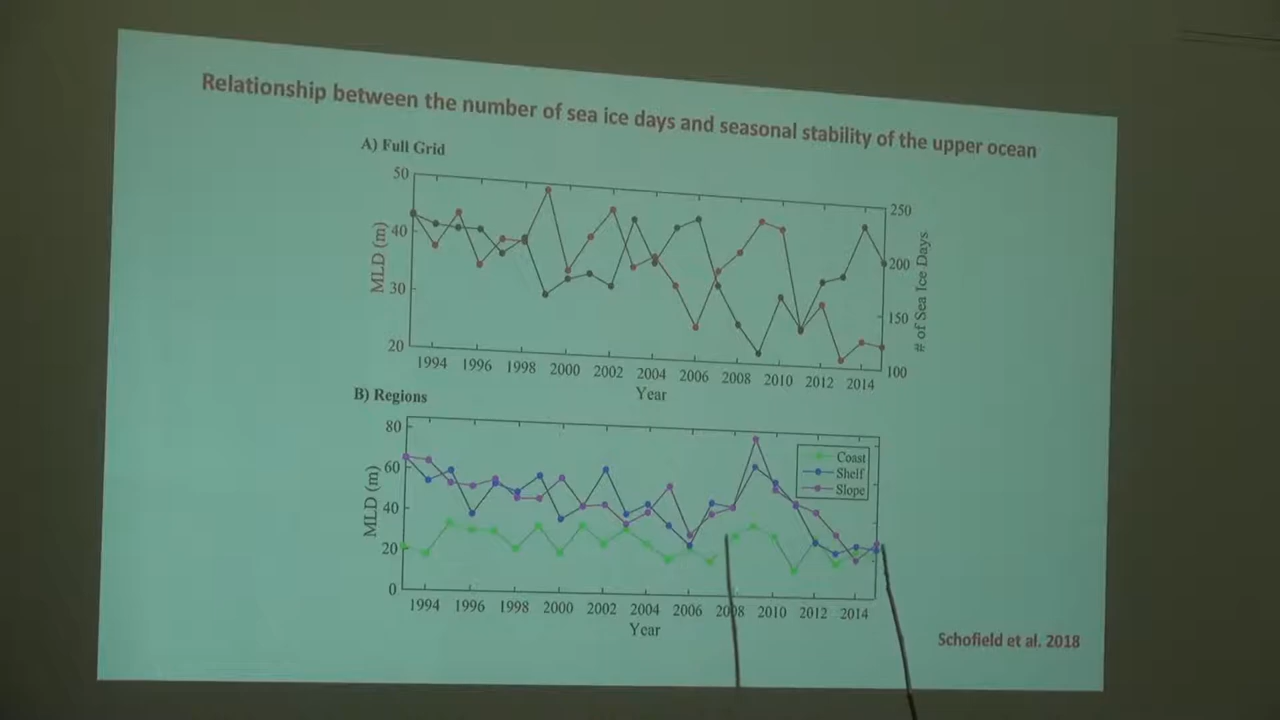 Relationship between the number of sea ice days and seasonal stability of the upper ocean
A) Full Grid
50
40
30
20
MLD (m)
250
200
150
100
# of Sea Ice Days
1994 1996 1998 2000 2002 2004 2006 2008 2010 2012 2014
Year
B) Regions
80
60
40
20
0
MLD (m)
Coast
Shelf
Slope
1994 1996 1998 2000 2002 2004 2006 2008 2010 2012 2014
Year
Schofield et al. 2018